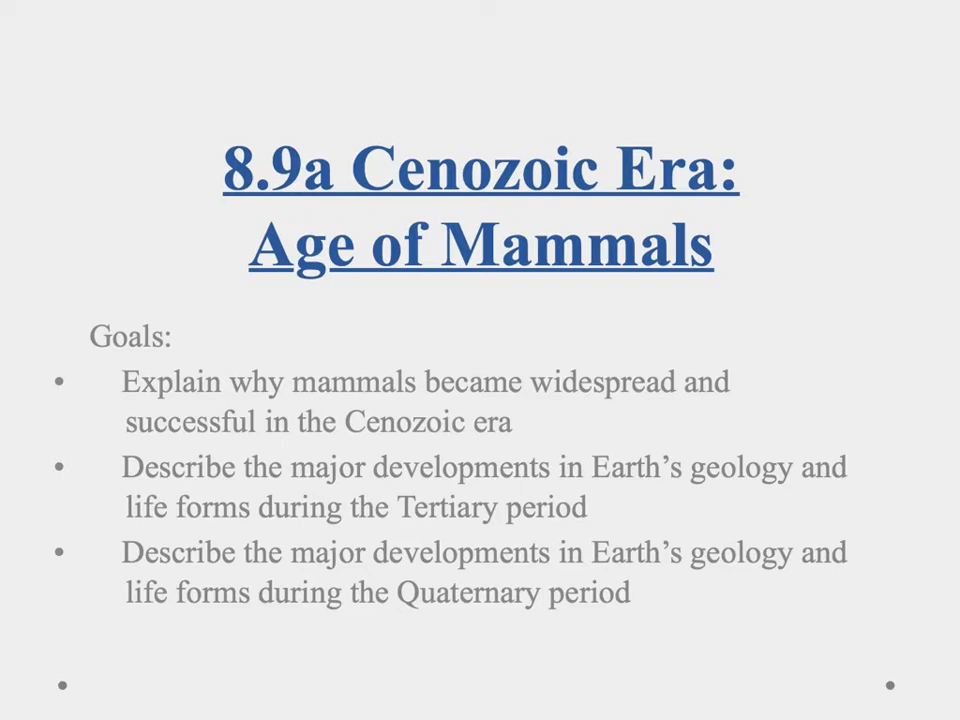 8.9a Cenozoic Era:
Age of Mammals
Goals:
• Explain why mammals became widespread and
successful in the Cenozoic era
• Describe the major developments in Earth’s geology and
life forms during the Tertiary period
• Describe the major developments in Earth’s geology and
life forms during the Quaternary period